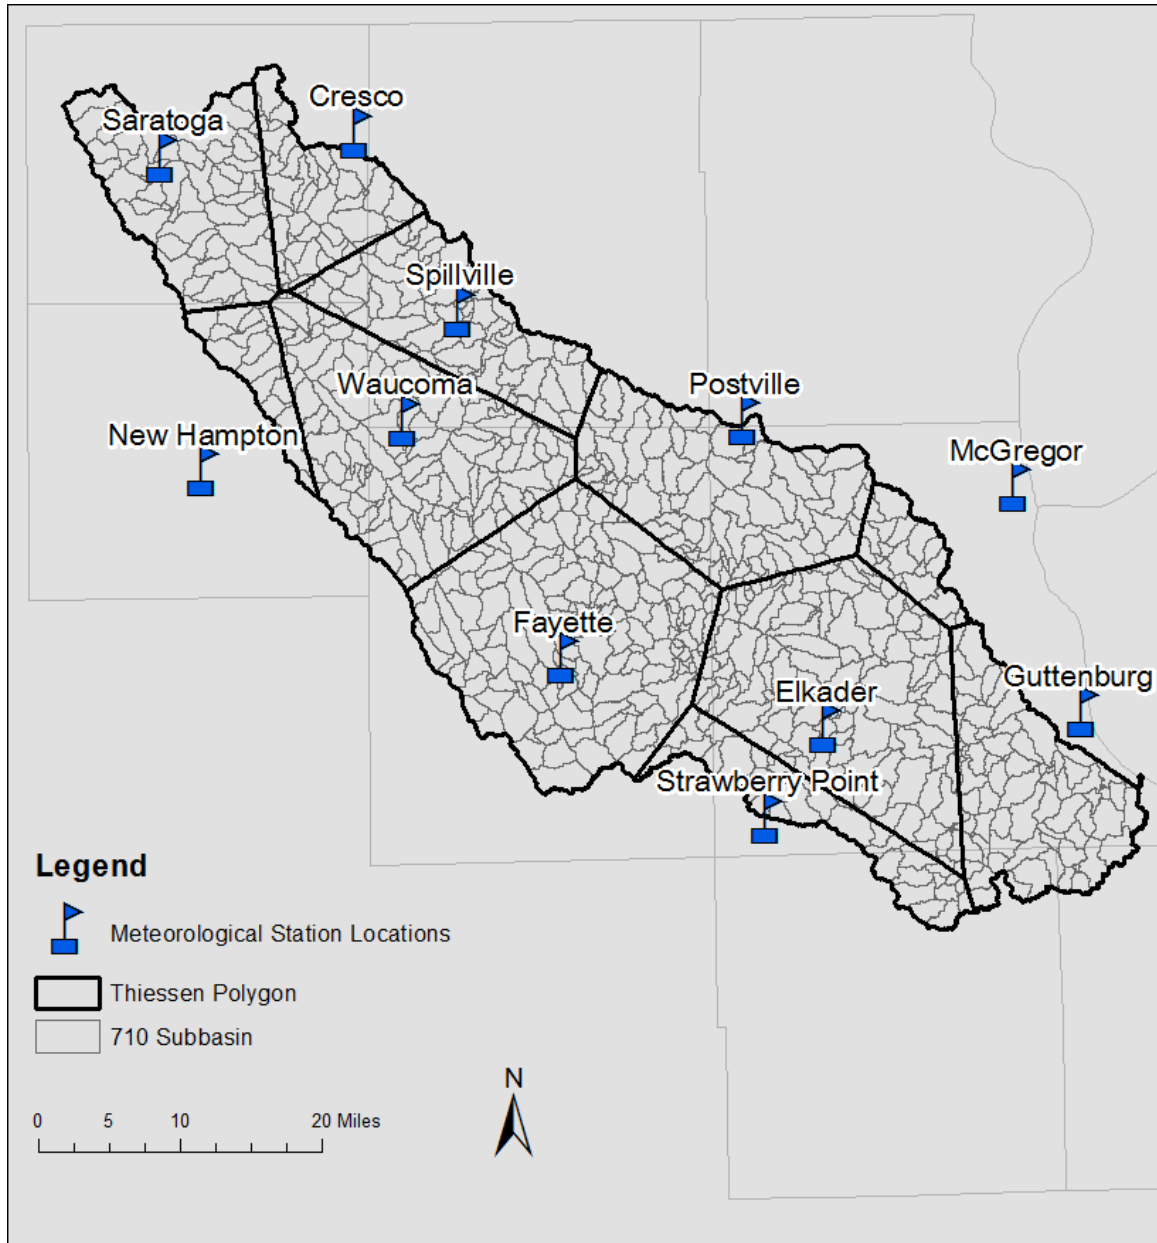 Cresco
Saratoga
Spillville
Waucoma
Postville
New Hampton
McGregor
Fayette
Guttenburg
Elkader
Strawberry Point
Legend
Meteorological Station Locations
Thiessen Polygon
710 Subbasin
N
0 5 10 20 Miles